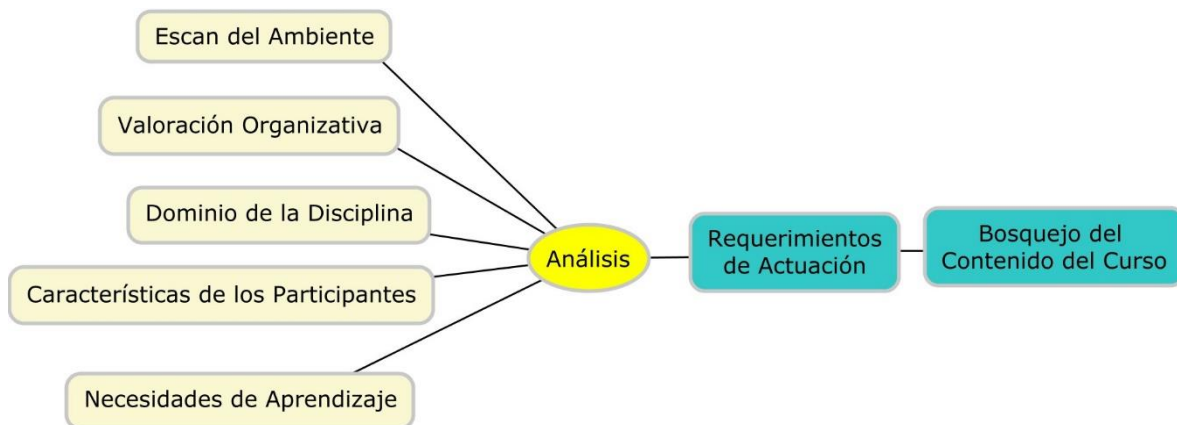 Escan del Ambiente
Valoración Organizativa
Dominio de la Disciplina
Característícas de los Participantes
Necesidades de Aprendizaje
Análisis
Requerimientos
de Actuación
Bosquejo del
Contenido del Curso